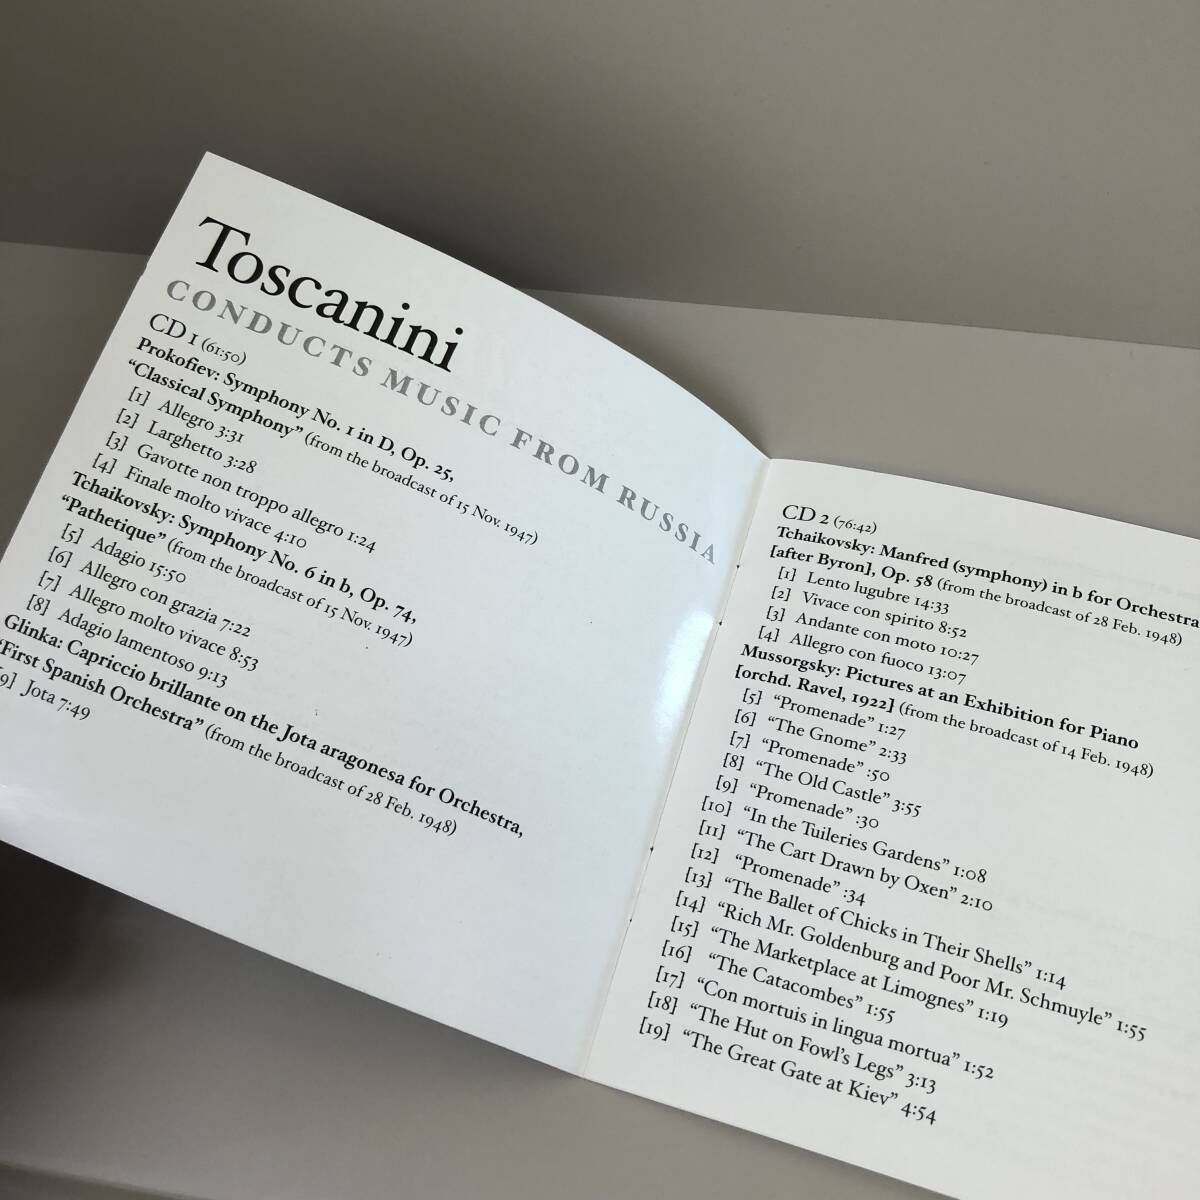 Toscanini
CONDUCTS MUSIC FROM RUSSIA
CD 1 (61:50)
Prokofiev: Symphony No. 1 in D, Op. 25,
“Classical Symphony” (from the broadcast of 15 Nov. 1947)
[1] Allegro 3:31
[2] Larghetto 3:28
[3] Gavotte non troppo allegro 1:24
[4] Finale molto vivace 4:10
Tchaikovsky: Symphony No. 6 in b, Op. 74,
“Pathetique” (from the broadcast of 15 Nov. 1947)
[5] Adagio 15:50
[6] Allegro con grazia 7:22
[7] Allegro molto vivace 8:53
[8] Adagio lamentoso 9:13
Glinka: Capriccio brillante on the Jota aragonesa for Orchestra,
“First Spanish Orchestra” (from the broadcast of 28 Feb. 1948)
[9] Jota 7:49
CD 2 (76:42)
Tchaikovsky: Manfred (symphony) in b for Orchestra
[after Byron], Op. 58 (from the broadcast of 28 Feb. 1948)
[1] Lento lugubre 14:33
[2] Vivace con spirito 8:52
[3] Andante con moto 10:27
[4] Allegro con fuoco 13:07
Mussorgsky: Pictures at an Exhibition for Piano
[orchd. Ravel, 1922] (from the broadcast of 14 Feb. 1948)
[5] “Promenade” 1:27
[6] “The Gnome” 2:33
[7] “Promenade” :50
[8] “The Old Castle” 3:55
[9] “Promenade” :30
[10] “In the Tuileries Gardens” 1:08
[11] “The Cart Drawn by Oxen” 2:10
[12] “Promenade” :34
[13] “The Ballet of Chicks in Their Shells” 1:14
[14] “Rich Mr. Goldenburg and Poor Mr. Schmuyle” 1:55
[15] “The Marketplace at Limognes” 1:19
[16] “The Catacombes” 1:55
[17] “Con mortuis in lingua mortua” 1:52
[18] “The Hut on Fowl’s Legs” 3:13
[19] “The Great Gate at Kiev” 4:54